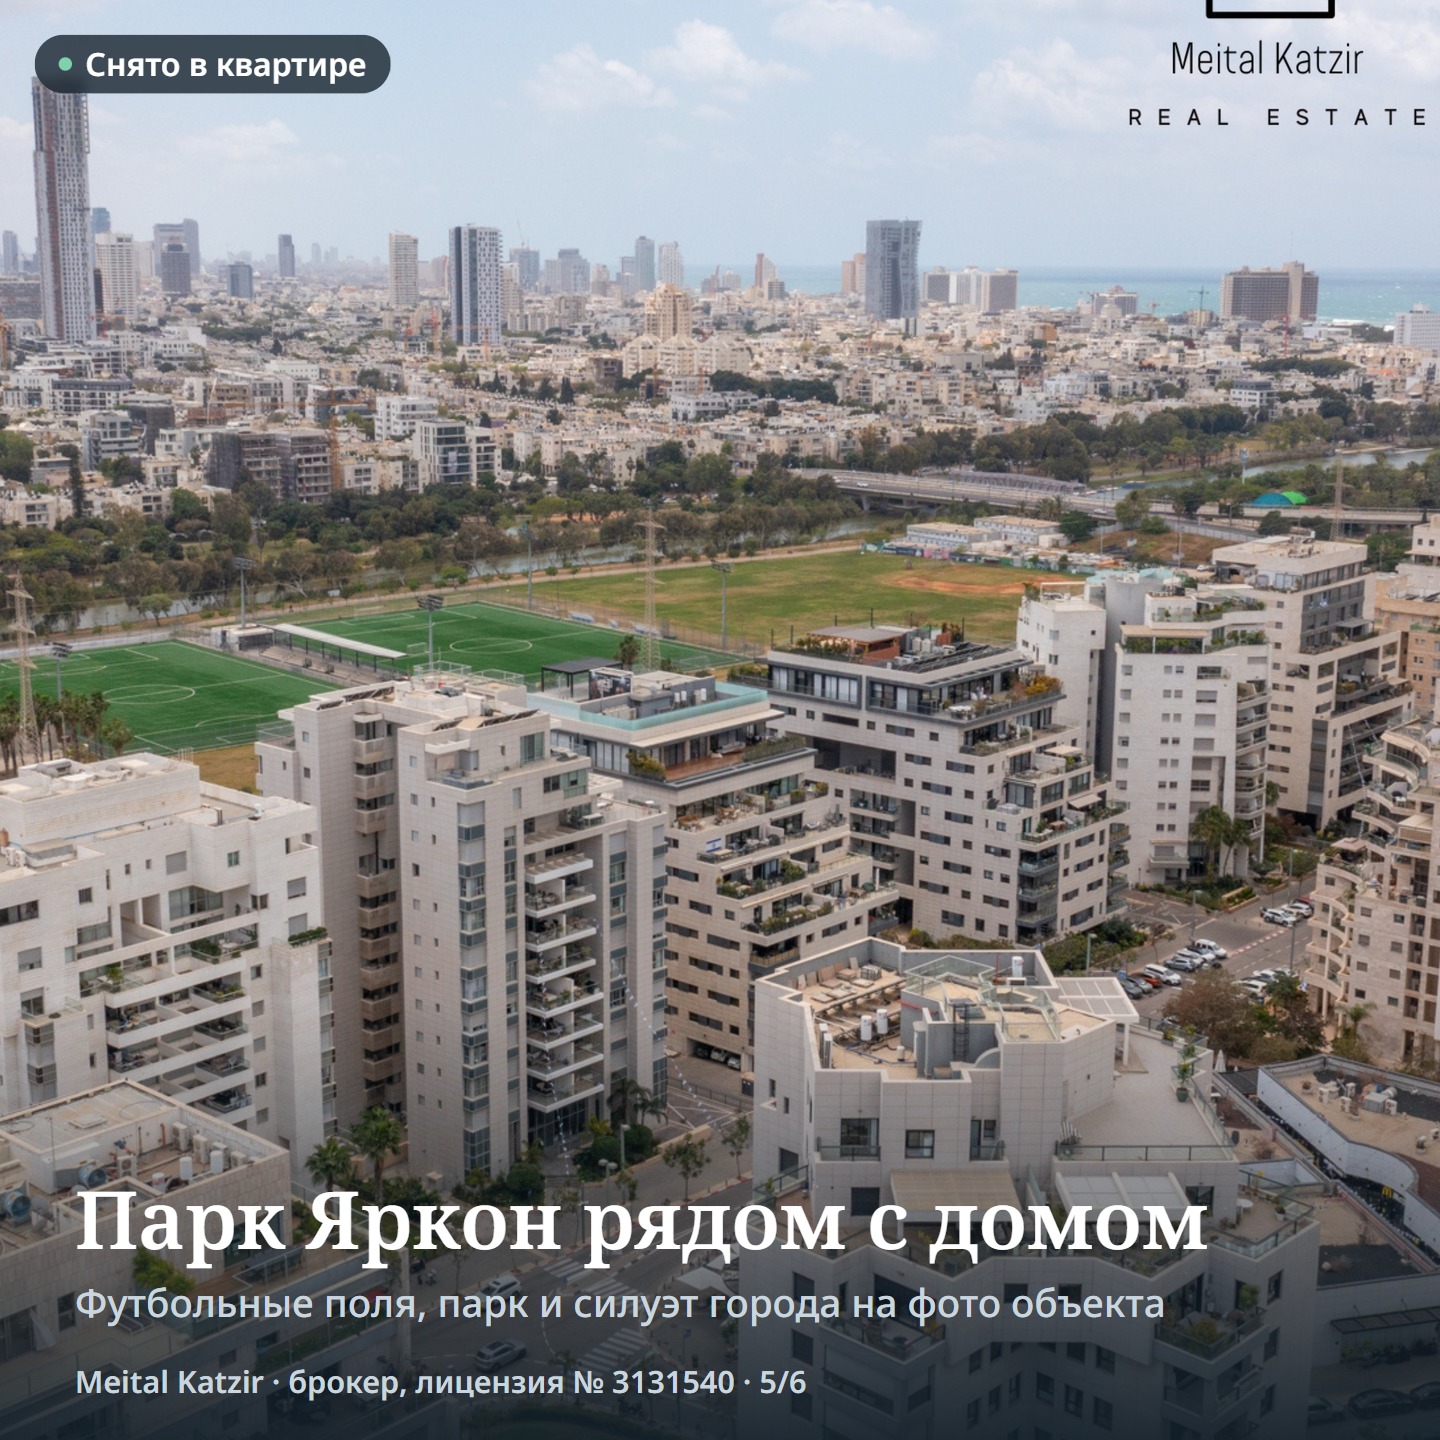 Снято в квартире
Meital Katzir
REAL ESTATE
Парк Яркон рядом с домом
Футбольные поля, парк и силуэт города на фото объекта
Meital Katzir · брокер, лицензия № 3131540 · 5/6